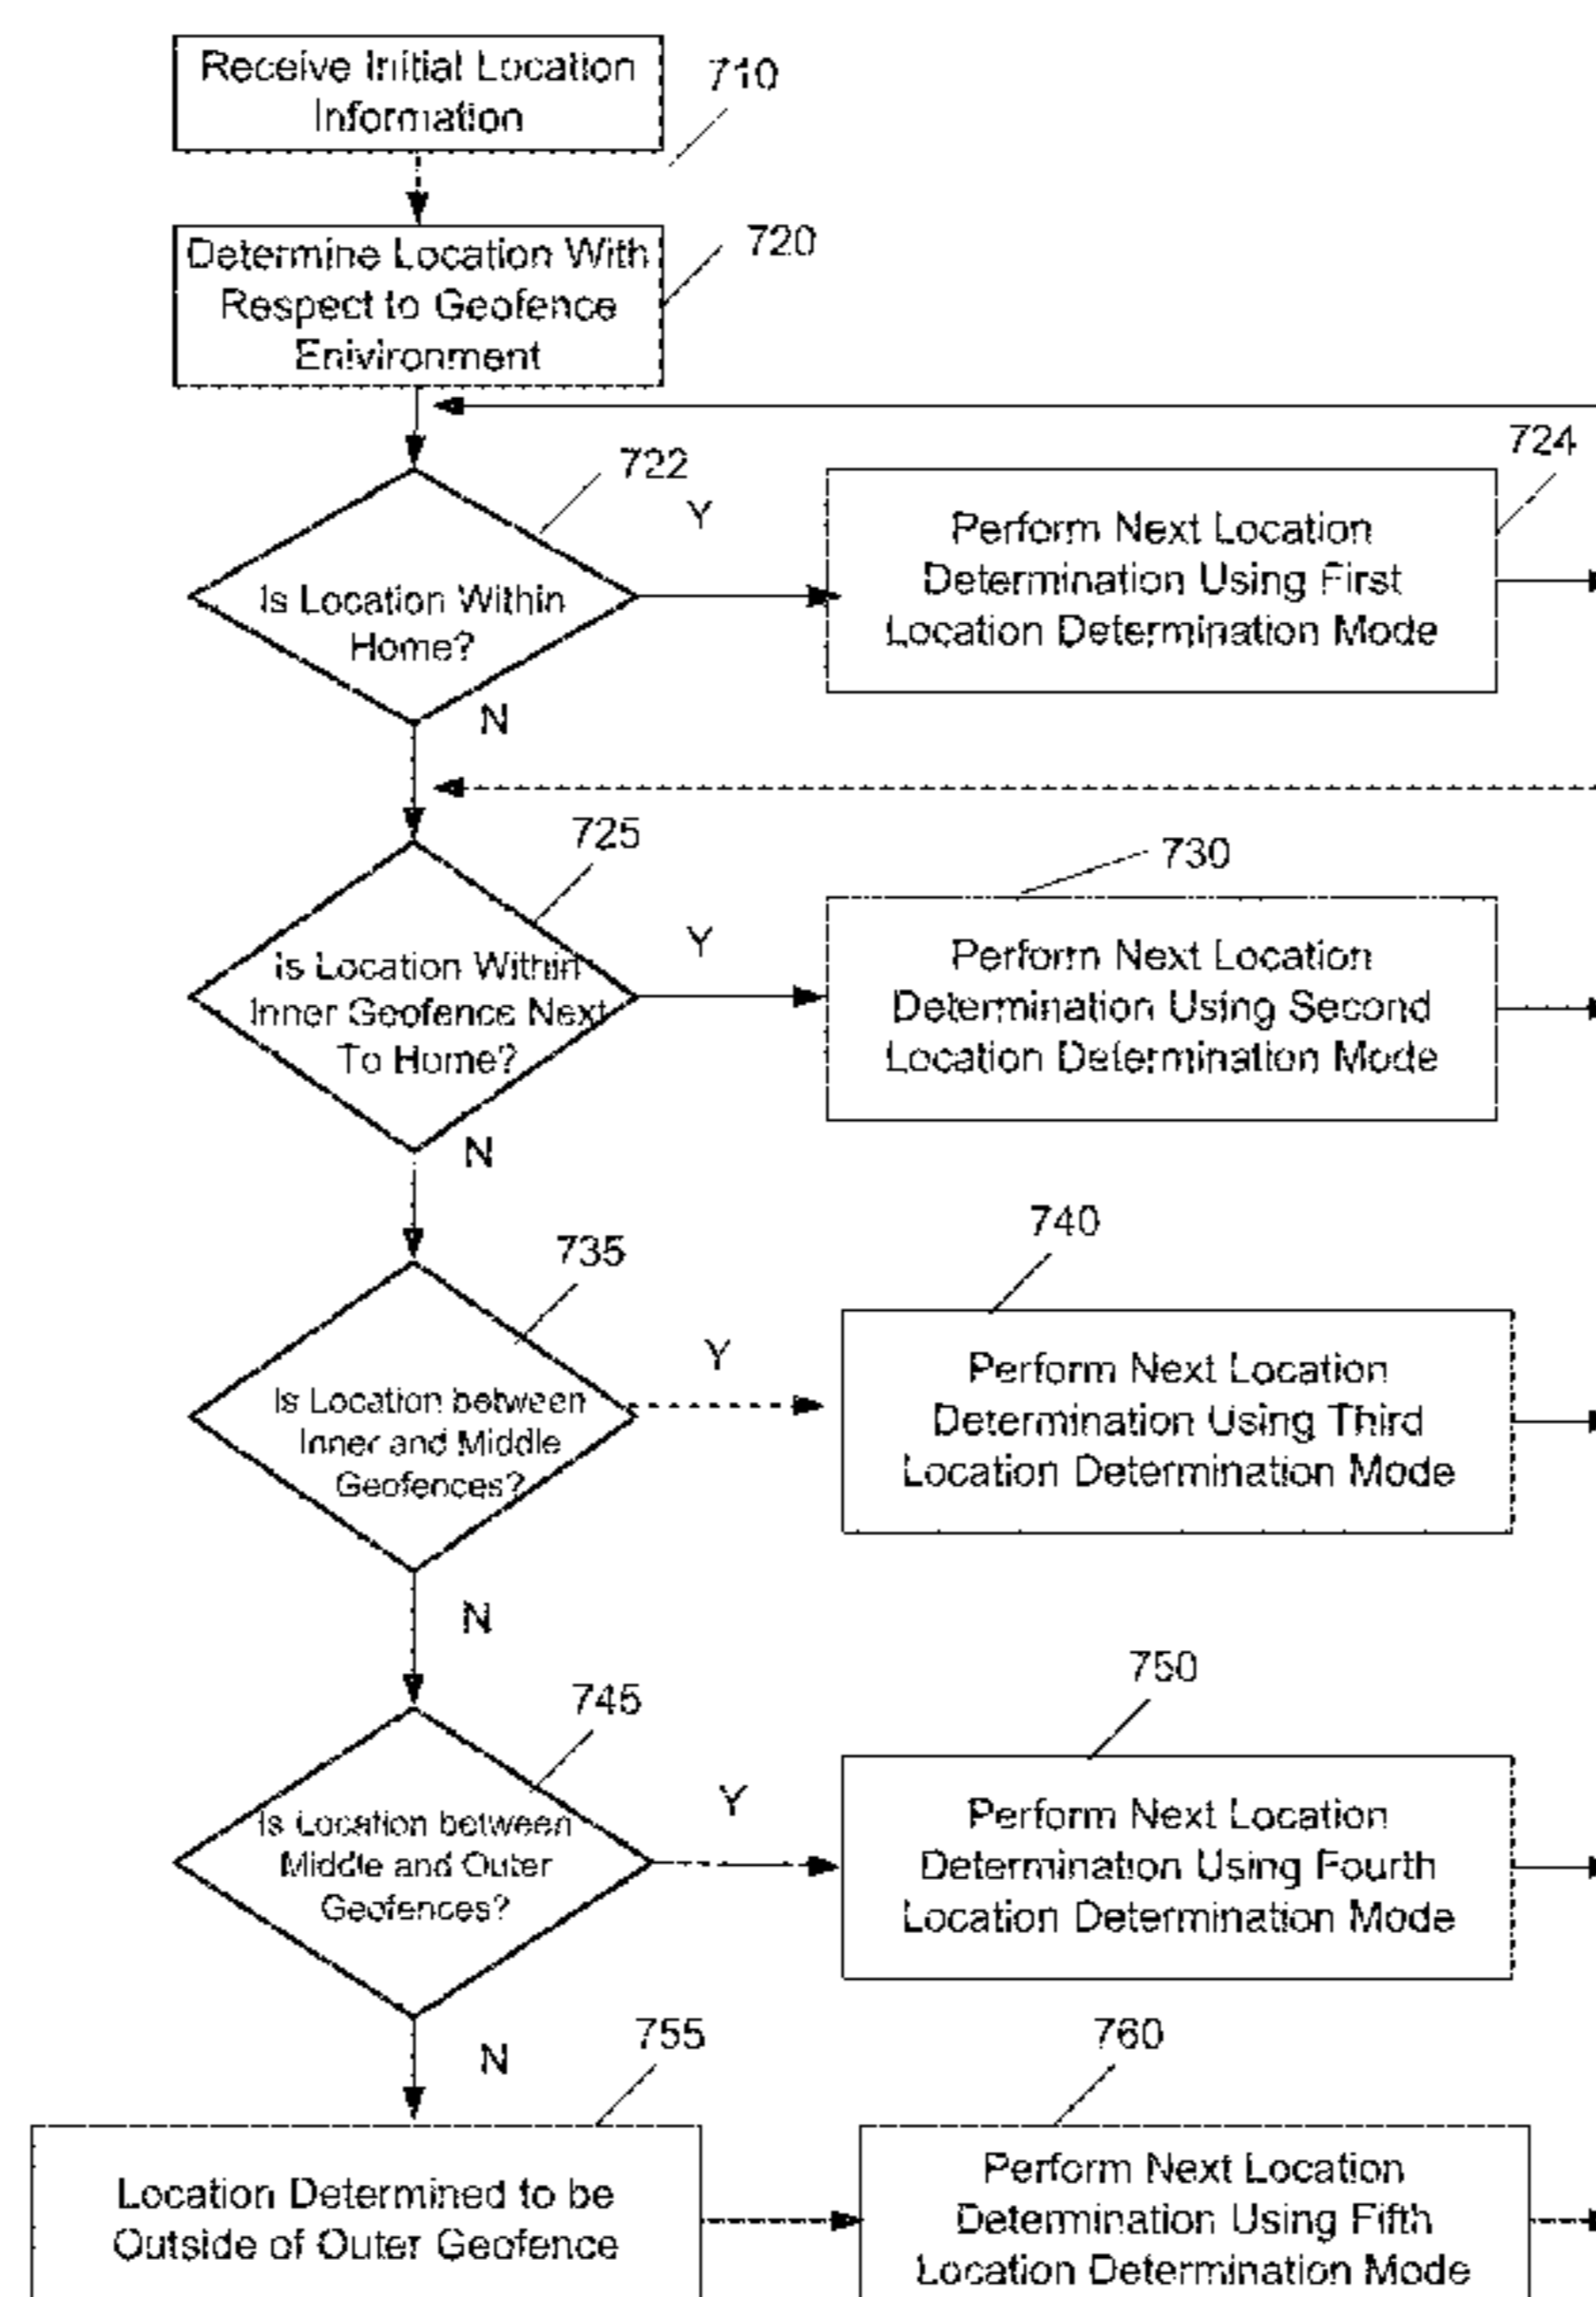 Receive Initial Location
Information
710
Determine Location With
Respect to Geofence
Enivironment
720
722
Y
Is Location Within
Home?
N
724
Perform Next Location
Determination Using First
Location Determination Mode
725
Y
Is Location Within
Inner Geofence Next
To Home?
N
730
Perform Next Location
Determination Using Second
Location Determination Mode
735
Y
Is Location between
Inner and Middle
Geofences?
N
740
Perform Next Location
Determination Using Third
Location Determination Mode
745
Y
Is Location between
Middle and Outer
Geofences?
N
750
Perform Next Location
Determination Using Fourth
Location Determination Mode
755
Location Determined to be
Outside of Outer Geofence
760
Perform Next Location
Determination Using Fifth
Location Determination Mode